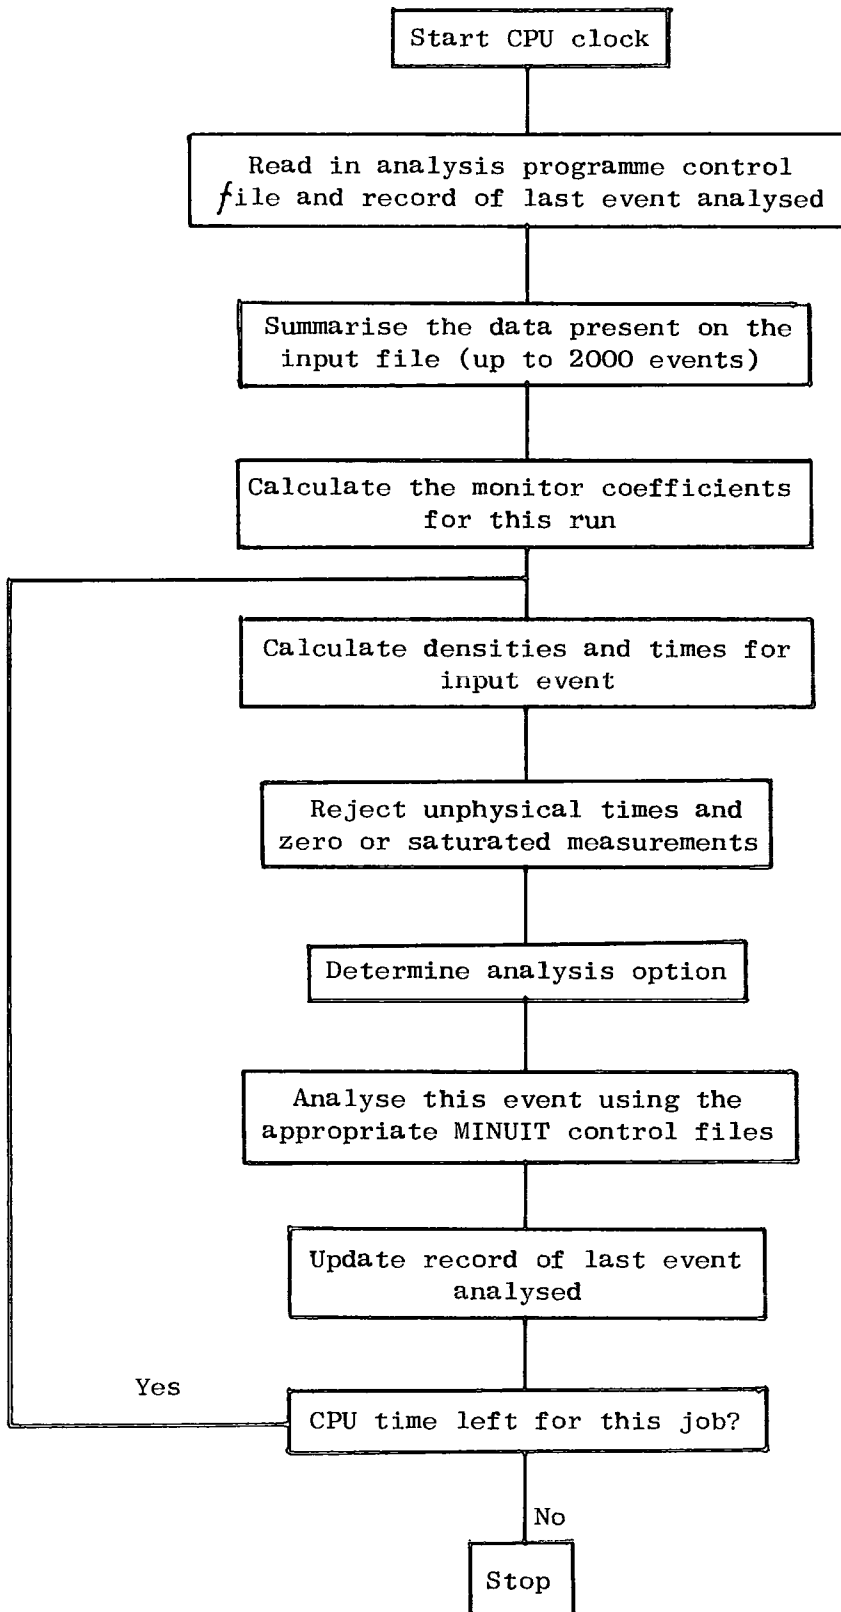 Start CPU clock
Read in analysis programme control
file and record of last event analysed
Summarise the data present on the
input file (up to 2000 events)
Calculate the monitor coefficients
for this run
Calculate densities and times for
input event
Reject unphysical times and
zero or saturated measurements
Determine analysis option
Analyse this event using the
appropriate MINUIT control files
Update record of last event
analysed
Yes
CPU time left for this job?
No
Stop